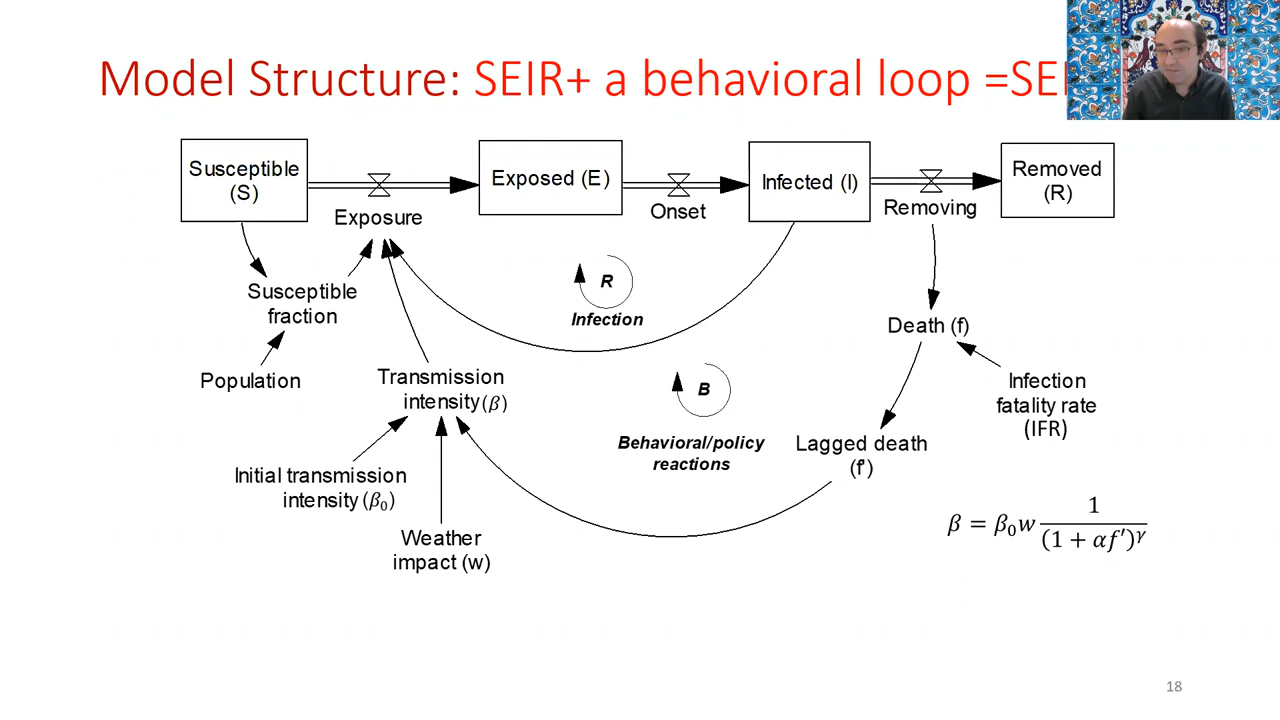 Model Structure: SEIR+ a behavioral loop =SEI
Susceptible
(S)
Exposed (E)
Infected (I)
Removed
(R)
Exposure
Onset
Removing
Susceptible
fraction
R
Infection
Death (f)
Population
Transmission
intensity(β)
B
Behavioral/policy
reactions
Infection
fatality rate
(IFR)
Lagged death
(f')
Initial transmission
intensity(β₀)
Weather
impact (w)
β = β₀w 1/(1 + αf′)^γ
18